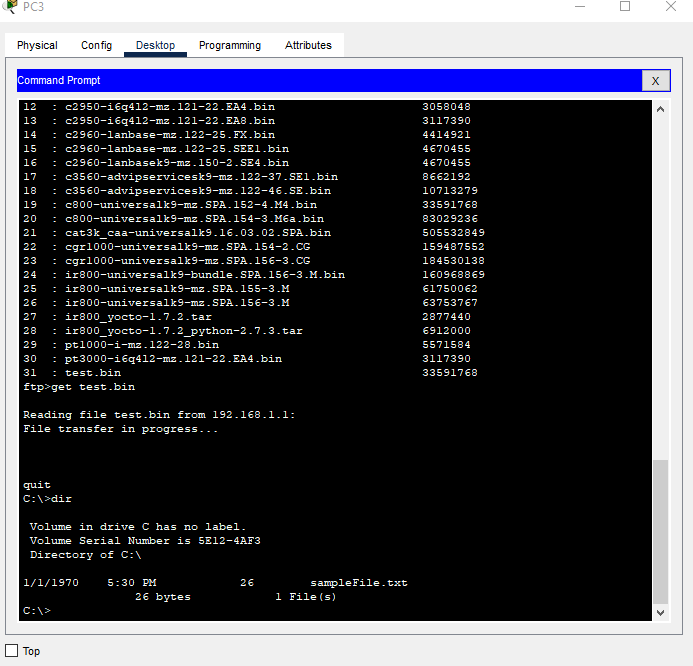 PC3
Physical Config Desktop Programming Attributes
Command Prompt X
12 : c2950-i6q4l2-mz.121-22.EA4.bin 3058048
13 : c2950-i6q4l2-mz.121-22.EA8.bin 3117390
14 : c2960-lanbase-mz.122-25.FX.bin 4414921
15 : c2960-lanbase-mz.122-25.SEE1.bin 4670455
16 : c2960-lanbasek9-mz.150-2.SE4.bin 4670455
17 : c3560-advipservicesk9-mz.122-37.SE1.bin 8662192
18 : c3560-advipservicesk9-mz.122-46.SE.bin 10713279
19 : c800-universalk9-mz.SPA.152-4.M4.bin 33591768
20 : c800-universalk9-mz.SPA.154-3.M6a.bin 83029236
21 : cat3k_caa-universalk9.16.03.02.SPA.bin 505532849
22 : cgr1000-universalk9-mz.SPA.154-2.CG 159487552
23 : cgr1000-universalk9-mz.SPA.156-3.CG 184530138
24 : ir800-universalk9-bundle.SPA.156-3.M.bin 160968869
25 : ir800-universalk9-mz.SPA.155-3.M 61750062
26 : ir800-universalk9-mz.SPA.156-3.M 63753767
27 : ir800_yocto-1.7.2.tar 2877440
28 : ir800_yocto-1.7.2_python-2.7.3.tar 6912000
29 : pt1000-i-mz.122-28.bin 5571584
30 : pt3000-i6q4l2-mz.121-22.EA4.bin 3117390
31 : test.bin 33591768
ftp>get test.bin
Reading file test.bin from 192.168.1.1:
File transfer in progress...
quit
C:\>dir
Volume in drive C has no label.
Volume Serial Number is 5E12-4AF3
Directory of C:\
1/1/1970 5:30 PM 26 sampleFile.txt
26 bytes 1 File(s)
C:\>
Top